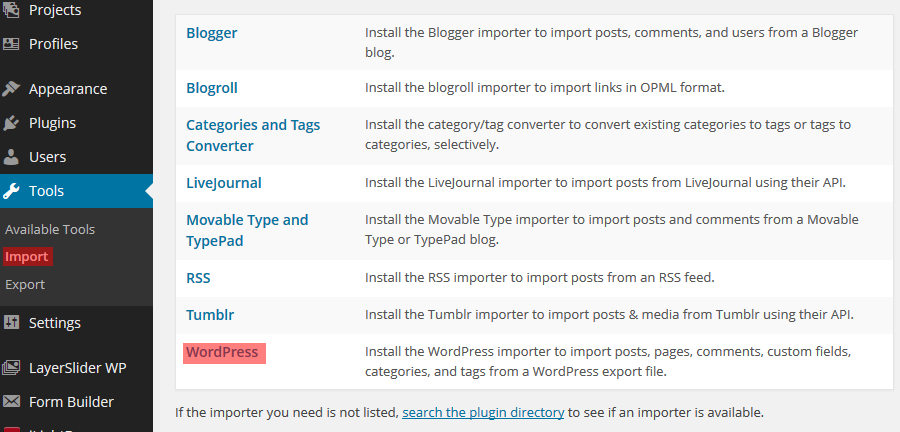 Projects
Profiles
Appearance
Plugins
Users
Tools
Available Tools
Import
Export
Settings
LayerSlider WP
Form Builder
Blogger
Install the Blogger importer to import posts, comments, and users from a Blogger
blog.
Blogroll
Install the blogroll importer to import links in OPML format.
Categories and Tags
Converter
Install the category/tag converter to convert existing categories to tags or tags to
categories, selectively.
LiveJournal
Install the LiveJournal importer to import posts from LiveJournal using their API.
Movable Type and
TypePad
Install the Movable Type importer to import posts and comments from a Movable
Type or TypePad blog.
RSS
Install the RSS importer to import posts from an RSS feed.
Tumblr
Install the Tumblr importer to import posts & media from Tumblr using their API.
WordPress
Install the WordPress importer to import posts, pages, comments, custom fields,
categories, and tags from a WordPress export file.
If the importer you need is not listed, search the plugin directory to see if an importer is available.